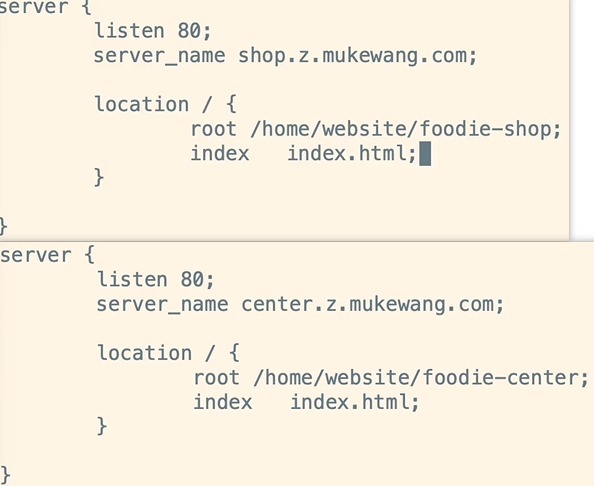 server {
listen 80;
server_name shop.z.mukewang.com;
location / {
root /home/website/foodie-shop;
index   index.html;
}
}
server {
listen 80;
server_name center.z.mukewang.com;
location / {
root /home/website/foodie-center;
index   index.html;
}
}